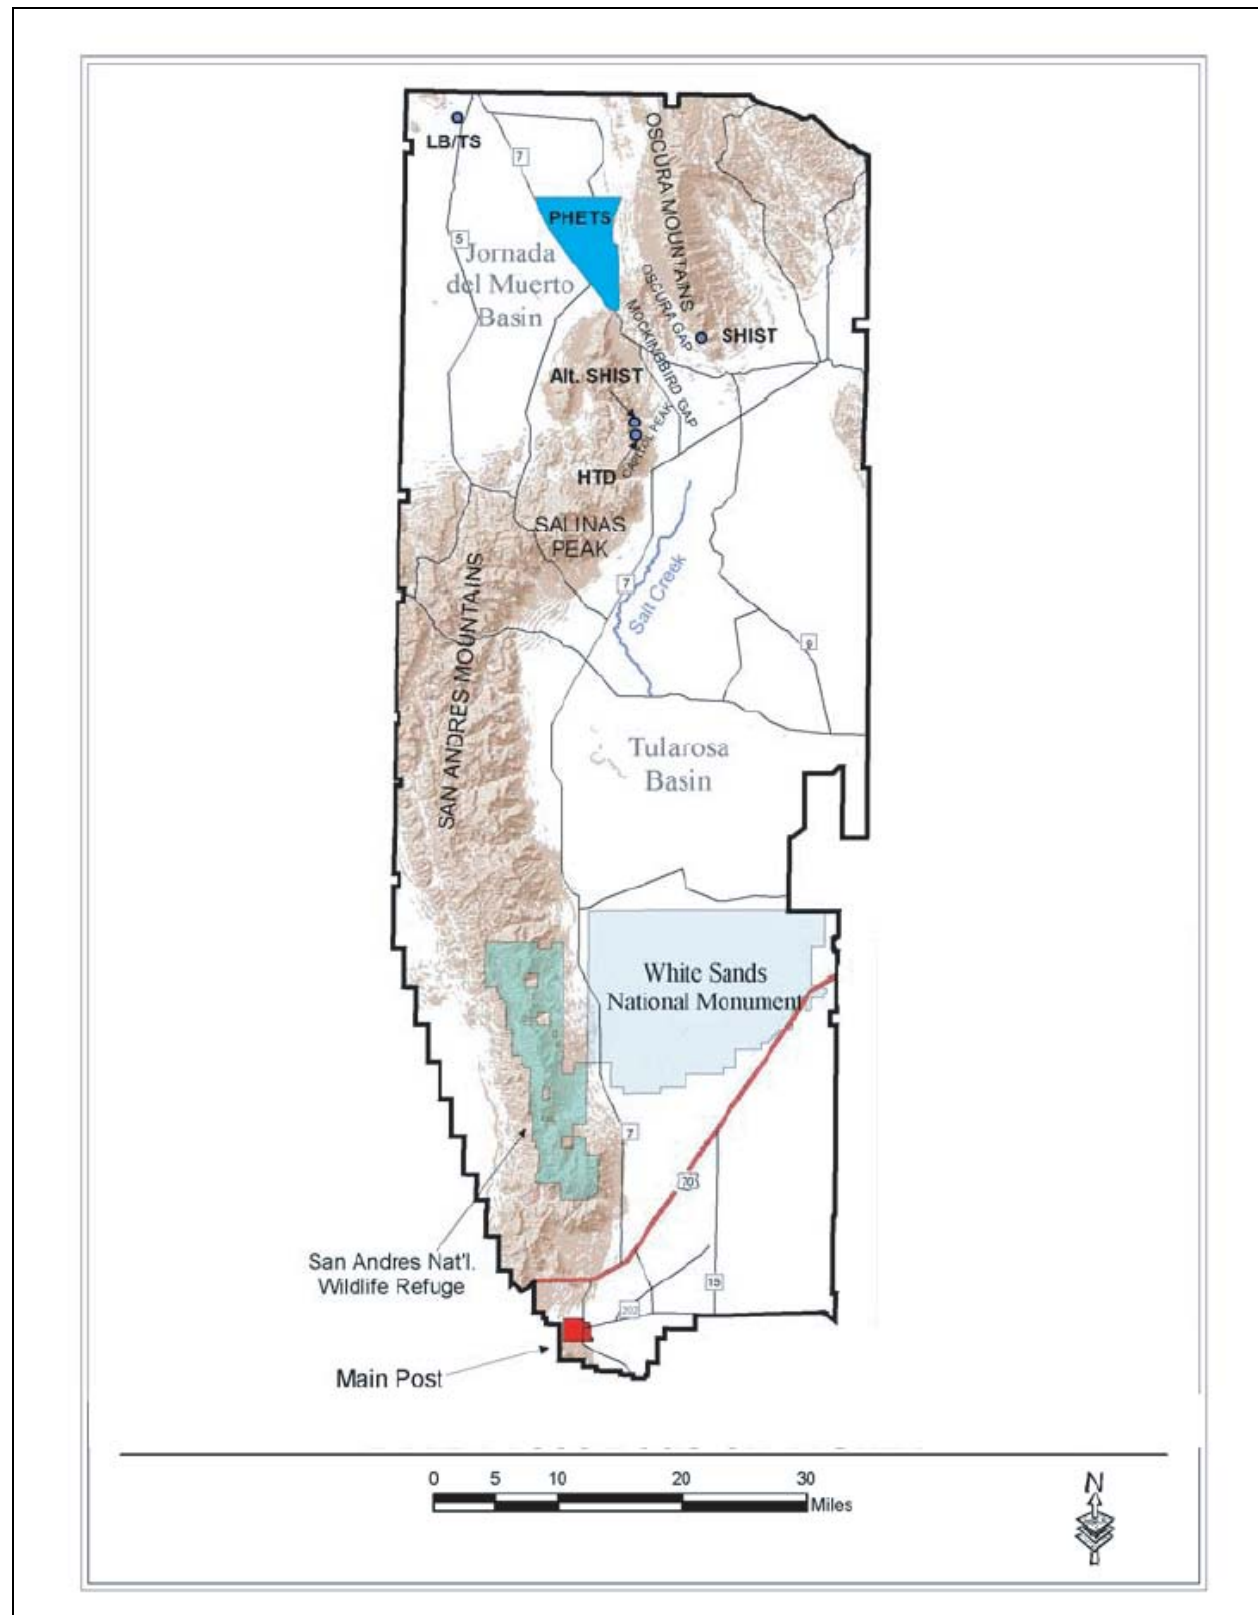 LB/TS
7
OSCURA MOUNTAINS
PHETS
5
Jornada
del Muerto
Basin
OSCURA GAP
MOCKINGBIRD GAP
SHIST
Alt. SHIST
CAPITOL PEAK
HTD
SALINAS
PEAK
7
Salt Creek
SAN ANDRES MOUNTAINS
9
Tularosa
Basin
White Sands
National Monument
7
70
San Andres Nat'l.
Wildlife Refuge
15
202
Main Post
0 5 10 20 30
Miles
N